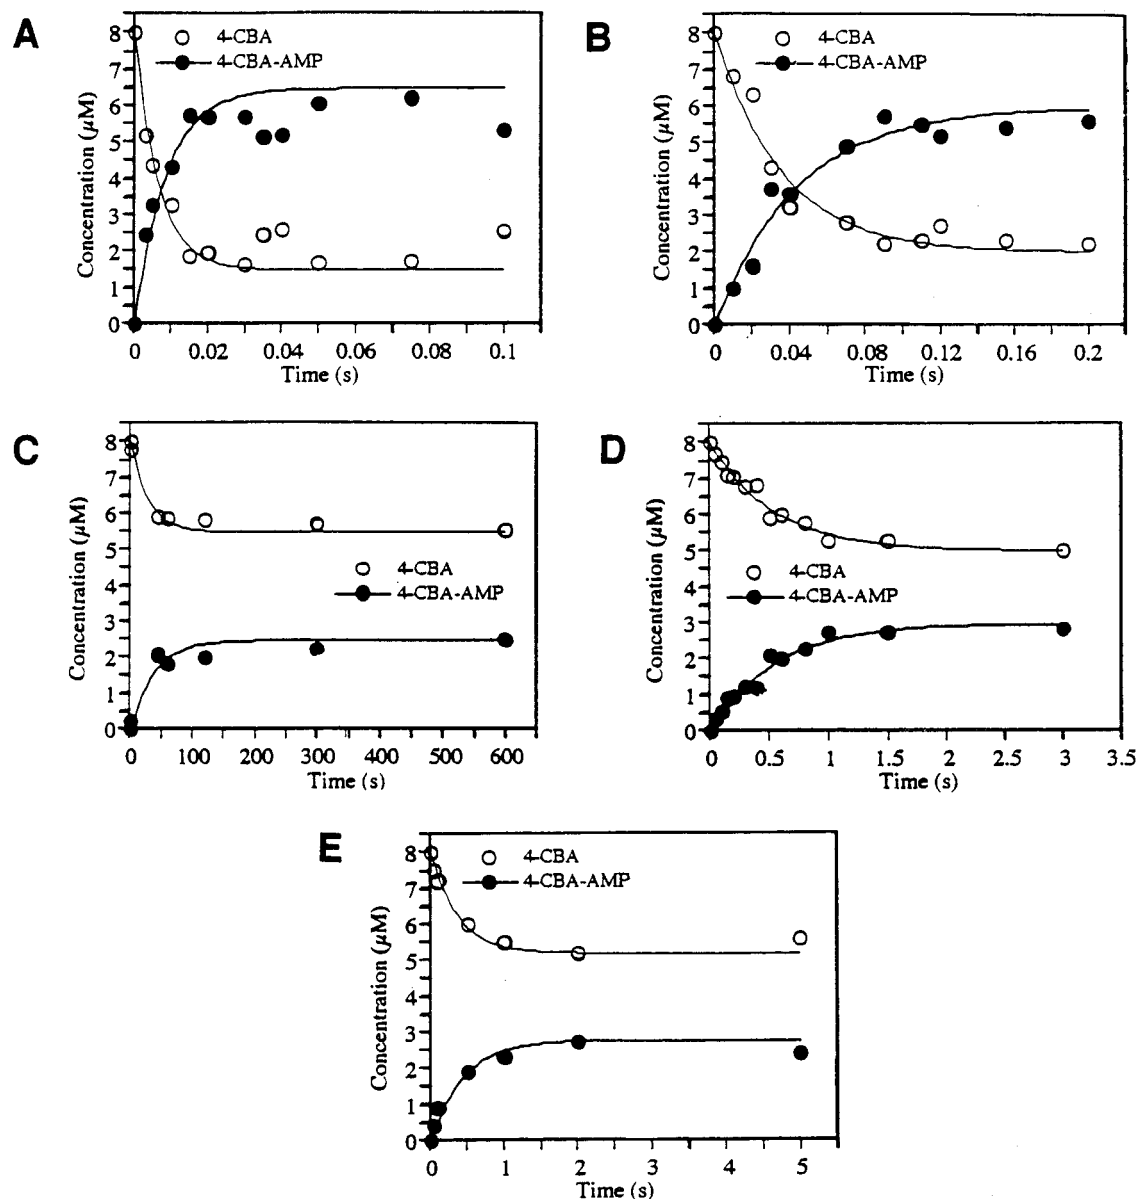 A
4-CBA
4-CBA-AMP
Concentration (μM)
8
7
6
5
4
3
2
1
0
0 0.02 0.04 0.06 0.08 0.1
Time (s)
B
4-CBA
4-CBA-AMP
Concentration (μM)
8
7
6
5
4
3
2
1
0
0 0.04 0.08 0.12 0.16 0.2
Time (s)
C
4-CBA
4-CBA-AMP
Concentration (μM)
8
7
6
5
4
3
2
1
0
0 100 200 300 400 500 600
Time (s)
D
4-CBA
4-CBA-AMP
Concentration (μM)
8
7
6
5
4
3
2
1
0
0 0.5 1 1.5 2 2.5 3 3.5
Time (s)
E
4-CBA
4-CBA-AMP
Concentration (μM)
8
7
6
5
4
3
2
1
0
0 1 2 3 4 5
Time (s)